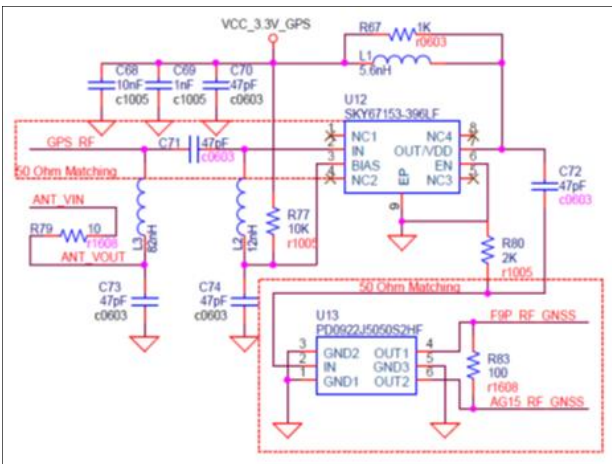 VCC_3.3V_GPS
R67
1K
r0603
L1
5.6nH
C68
10nF
c1005
C69
1nF
c1005
C70
47pF
c0603
U12
SKY67153-396LF
1
2
3
4
NC1
IN
BIAS
NC2
EP
9
NC4
OUT/VDD
EN
NC3
8
7
6
5
GPS_RF
C71
47pF
c0603
50 Ohm Matching
C72
47pF
c0603
ANT_VIN
R79
10
r1608
ANT_VOUT
L3
82nH
L2
12nH
R77
10K
r1005
R80
2K
r1005
C73
47pF
c0603
C74
47pF
c0603
50 Ohm Matching
U13
PD0922J5050S2HF
3
2
1
GND2
IN
GND1
OUT1
GND3
OUT2
4
5
6
F9P_RF_GNSS
R83
100
r1608
AG15_RF_GNSS